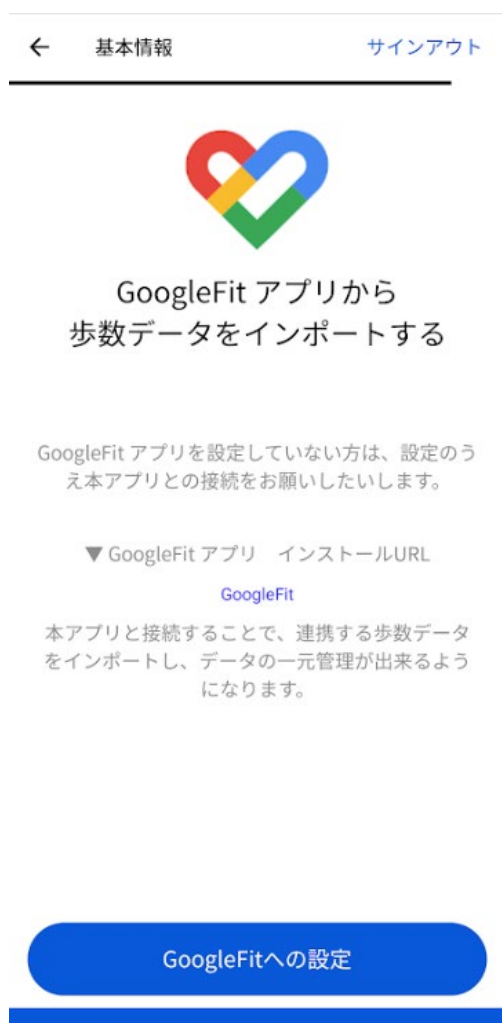 ← 基本情報 サインアウト
GoogleFit アプリから
歩数データをインポートする
GoogleFit アプリを設定していない方は、設定のう
え本アプリとの接続をお願いしたいします。
▼ GoogleFit アプリ　インストールURL
GoogleFit
本アプリと接続することで、連携する歩数データ
をインポートし、データの一元管理が出来るよう
になります。
GoogleFitへの設定